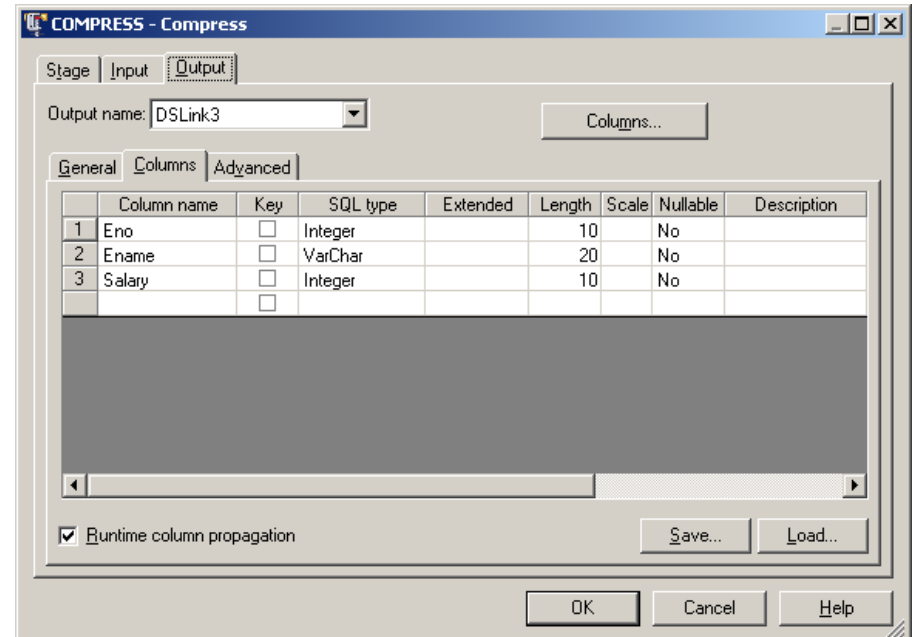 COMPRESS - Compress
Stage Input Output
Output name: DSLink3 Columns...
General Columns Advanced
Column name Key SQL type Extended Length Scale Nullable Description
1 Eno Integer 10 No
2 Ename VarChar 20 No
3 Salary Integer 10 No
Runtime column propagation Save... Load...
OK Cancel Help